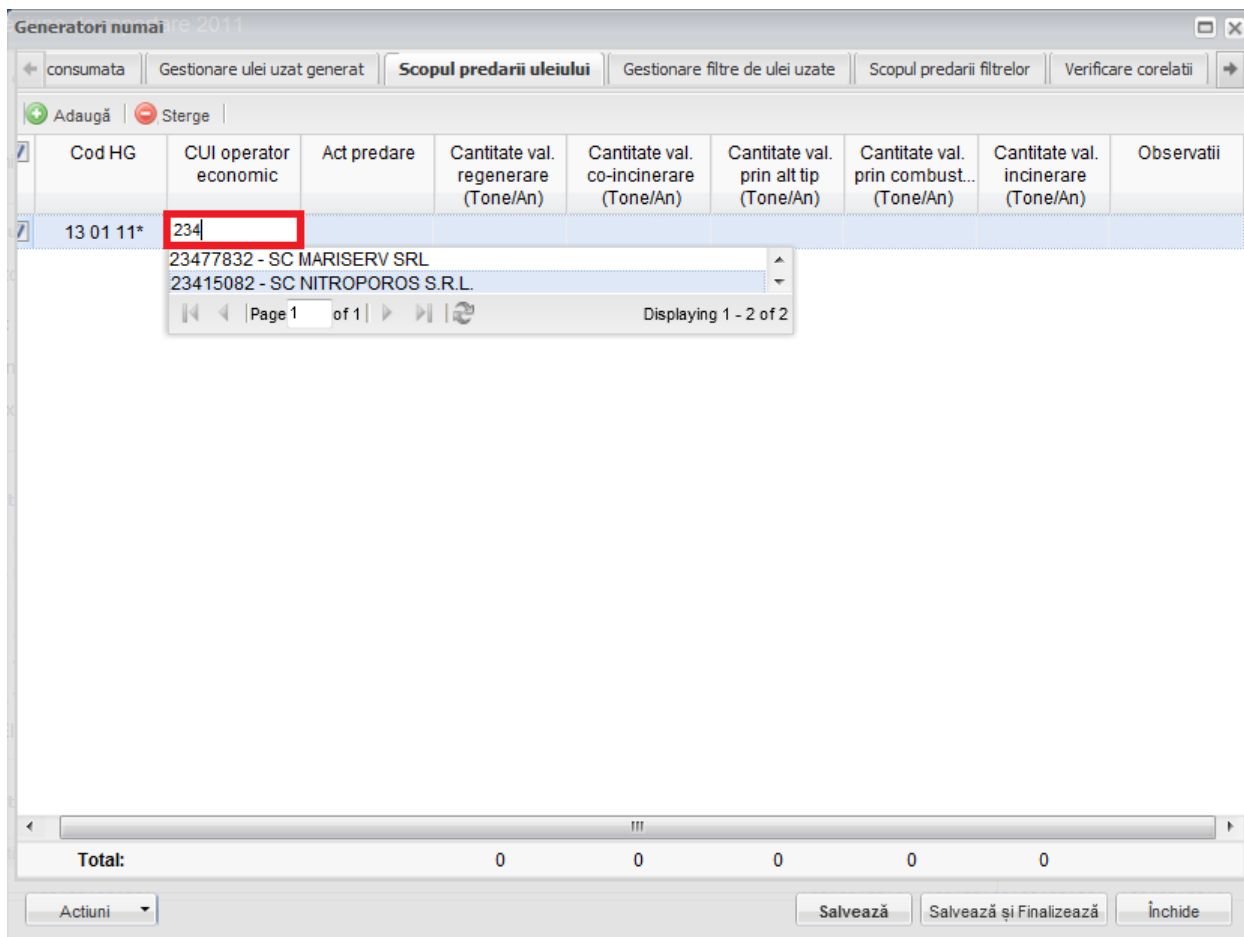 Generatori numai
re 2011
consumata
Gestionare ulei uzat generat
Scopul predarii uleiului
Gestionare filtre de ulei uzate
Scopul predarii filtrelor
Verificare corelatii
Adaugă
Sterge
Cod HG
CUI operator
economic
Act predare
Cantitate val.
regenerare
(Tone/An)
Cantitate val.
co-incinerare
(Tone/An)
Cantitate val.
prin alt tip
(Tone/An)
Cantitate val.
prin combust...
(Tone/An)
Cantitate val.
incinerare
(Tone/An)
Observatii
13 01 11*
234
23477832 - SC MARISERV SRL
23415082 - SC NITROPOROS S.R.L.
Page 1 of 1
Displaying 1 - 2 of 2
Total: 0 0 0 0 0
Actiuni
Salvează
Salvează și Finalizează
Închide